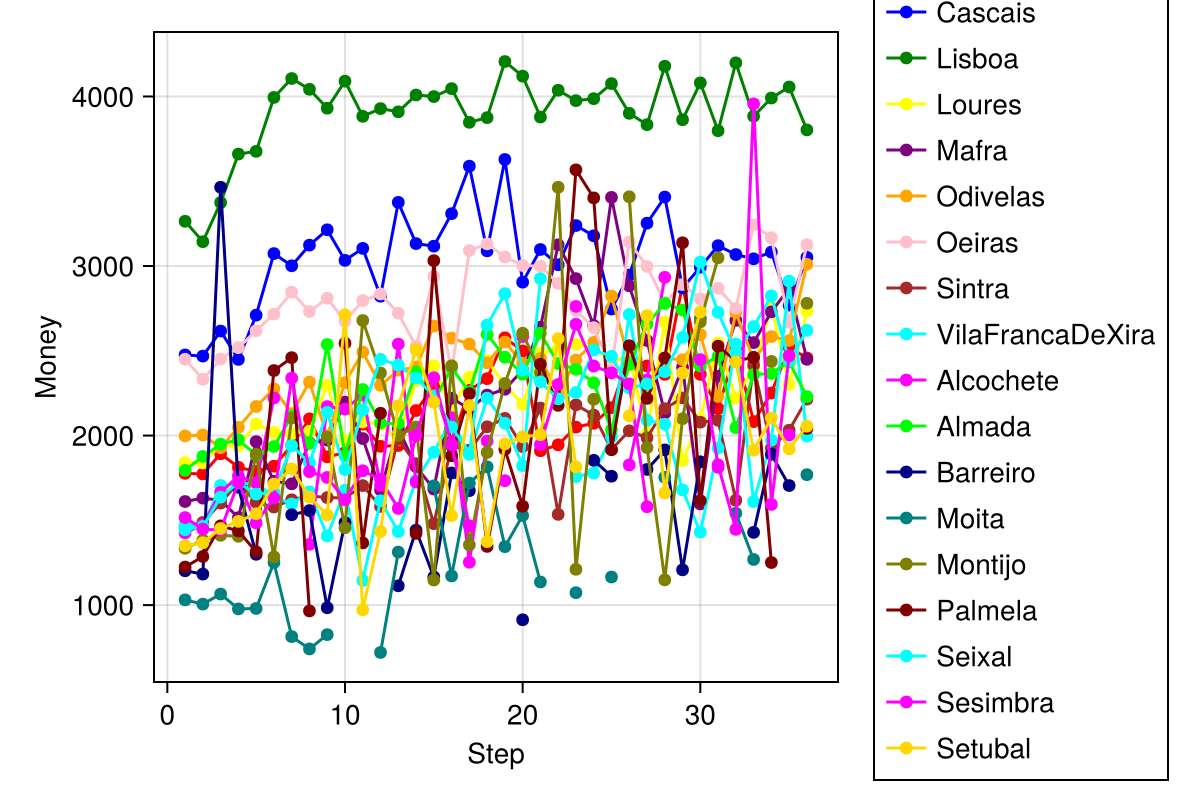 Cascais
Lisboa
Loures
Mafra
Odivelas
Oeiras
Sintra
VilaFrancaDeXira
Alcochete
Almada
Barreiro
Moita
Montijo
Palmela
Seixal
Sesimbra
Setubal
Money
4000
3000
2000
1000
0 10 20 30
Step